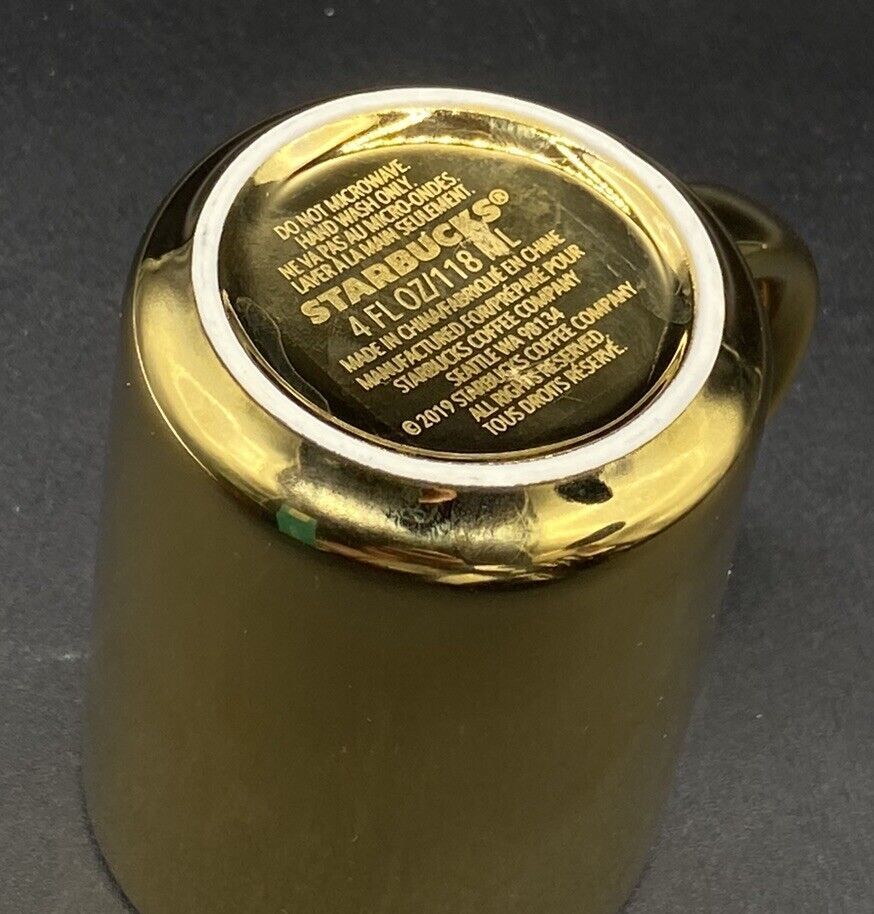 DO NOT MICROWAVE.
HAND WASH ONLY.
NE VA PAS AU MICRO-ONDES.
LAVER À LA MAIN SEULEMENT.
STARBUCKS®
4 FL OZ/118 ML
MADE IN CHINA/FABRIQUÉ EN CHINE
MANUFACTURED FOR/PRÉPARÉ POUR
STARBUCKS COFFEE COMPANY
SEATTLE WA 98134
© 2019 STARBUCKS COFFEE COMPANY
ALL RIGHTS RESERVED.
TOUS DROITS RÉSERVÉ.